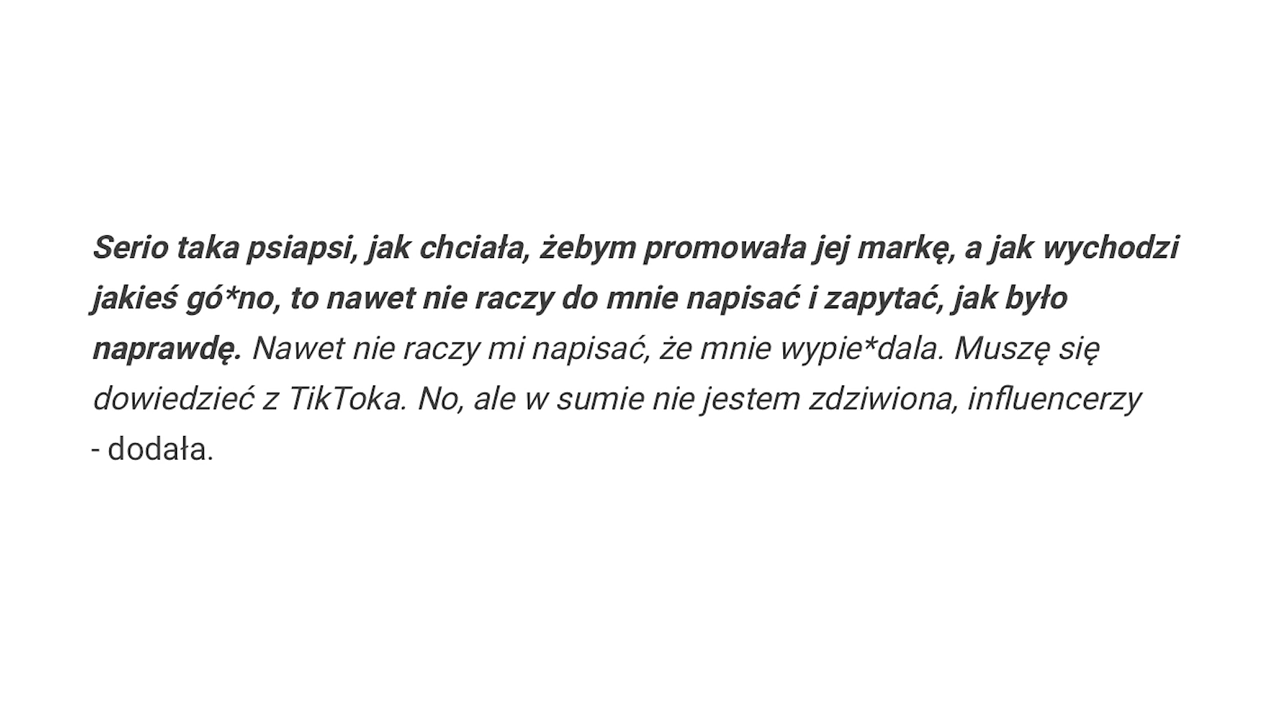 Serio taka psiapsi, jak chciała, żebym promowała jej markę, a jak wychodzi
jakieś gó*no, to nawet nie raczy do mnie napisać i zapytać, jak było
naprawdę. Nawet nie raczy mi napisać, że mnie wypie*dala. Muszę się
dowiedzieć z TikToka. No, ale w sumie nie jestem zdziwiona, influencerzy
- dodała.